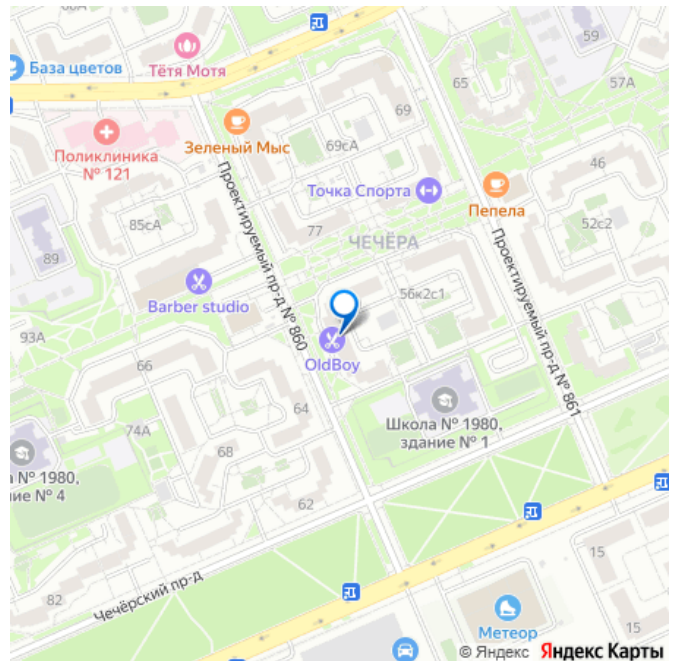 59
База цветов
Тётя Мотя
65
57А
69
Зеленый Мыс
69сА
Поликлиника
№ 121
46
Точка Спорта
Пепела
85сА
77
52с2
ЧЕЧЁРА
89
Проектируемый пр-д № 860
Проектируемый пр-д № 861
Barber studio
56к2с1
93А
OldBoy
66
64
Школа № 1980,
здание № 1
74А
68
а № 1980,
ние № 4
62
15
Чечёрский пр-д
82
Метеор
15
© Яндекс Яндекс Карты